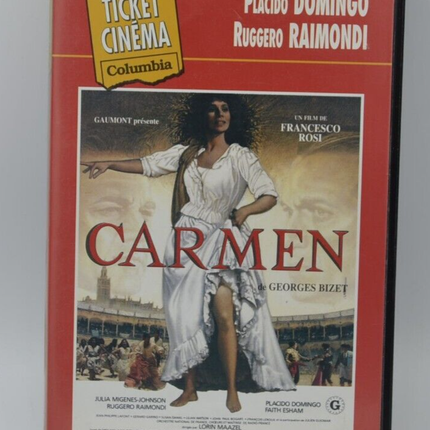 TICKET
CINÉMA
Columbia
PLACIDO DOMINGO
RUGGERO RAIMONDI
GAUMONT présente
UN FILM DE
FRANCESCO
ROSI
CARMEN
de GEORGES BIZET
JULIA MIGENES-JOHNSON
RUGGERO RAIMONDI
PLACIDO DOMINGO
FAITH ESHAM
G
LORIN MAAZEL